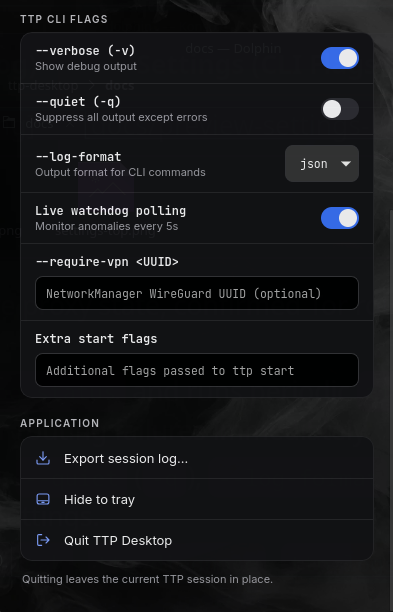 TTP CLI FLAGS
docs — Dolphin
--verbose (-v)
Show debug output
docs
--quiet (-q)
Suppress all output except errors
--log-format
Output format for CLI commands
json
Live watchdog polling
Monitor anomalies every 5s
--require-vpn <UUID>
NetworkManager WireGuard UUID (optional)
Extra start flags
Additional flags passed to ttp start
APPLICATION
Export session log...
Hide to tray
Quit TTP Desktop
Quitting leaves the current TTP session in place.